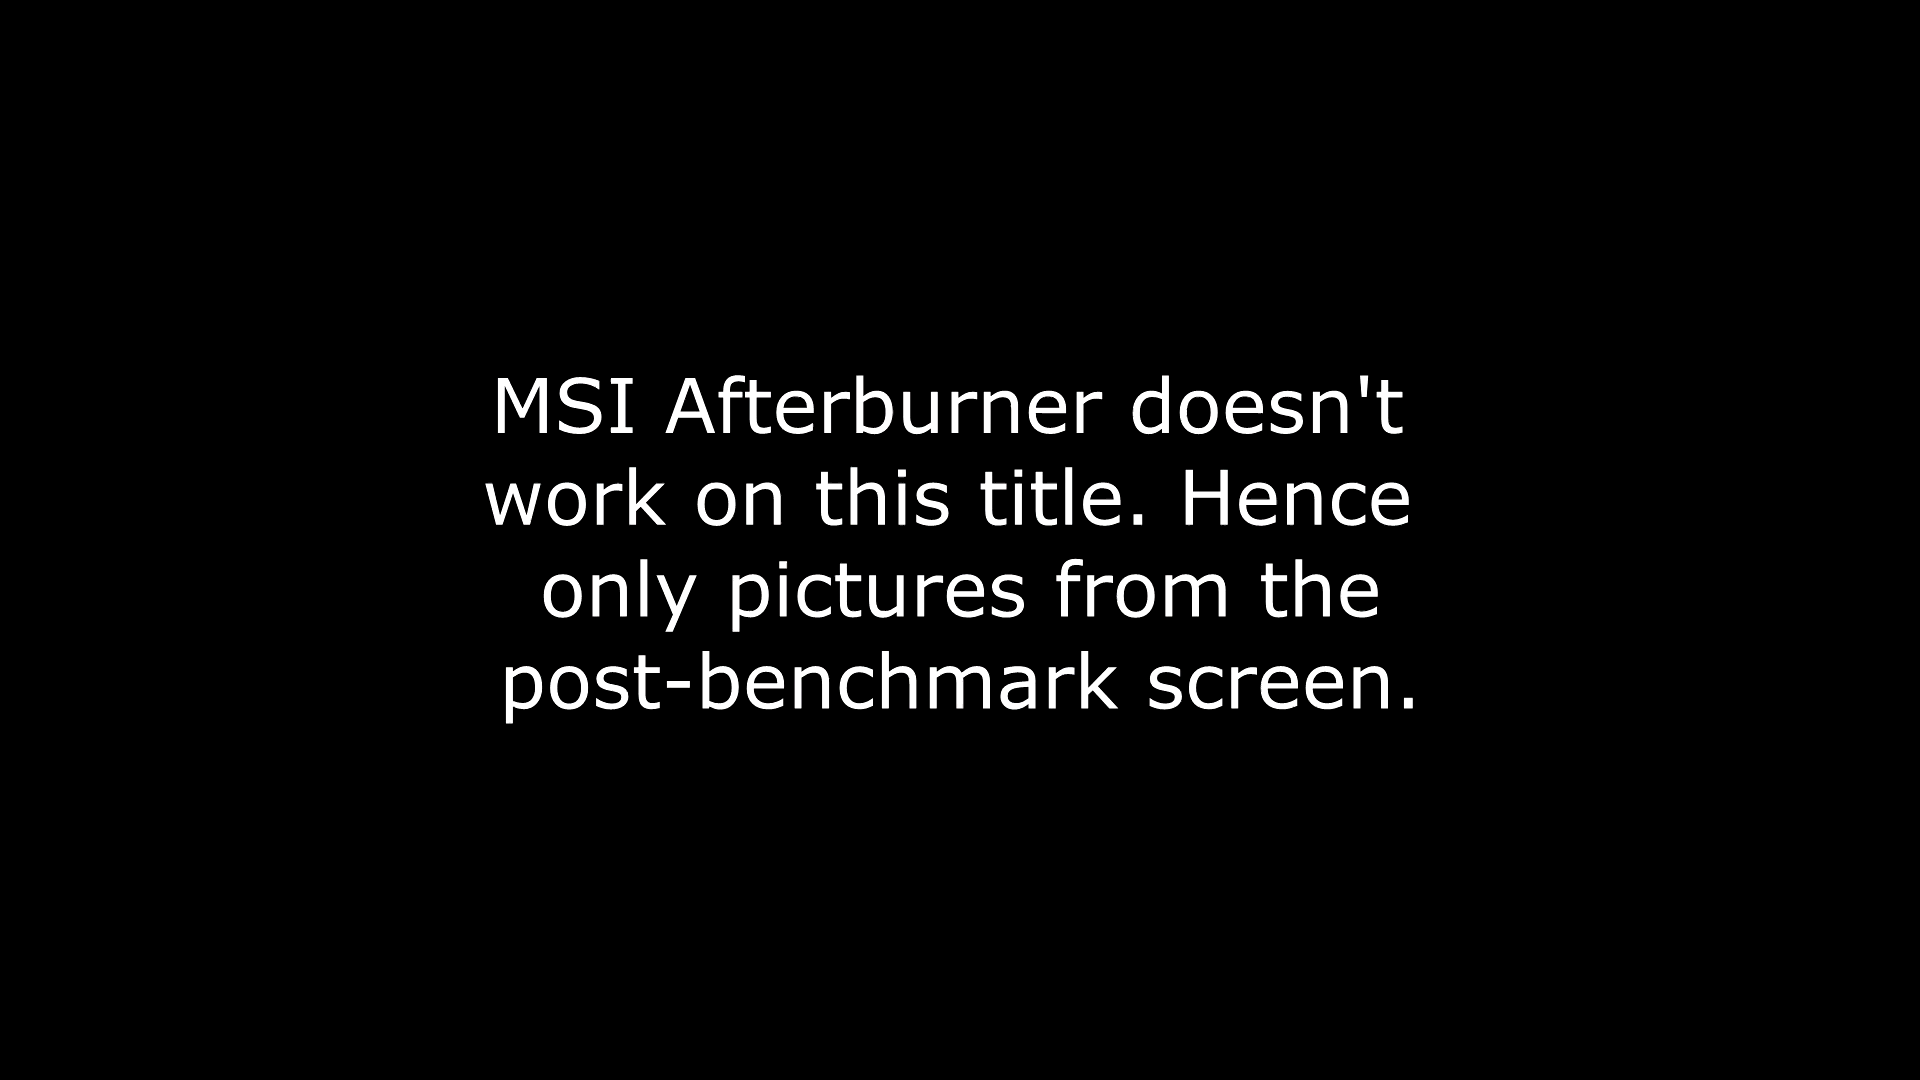 MSI Afterburner doesn't
work on this title. Hence
only pictures from the
post-benchmark screen.